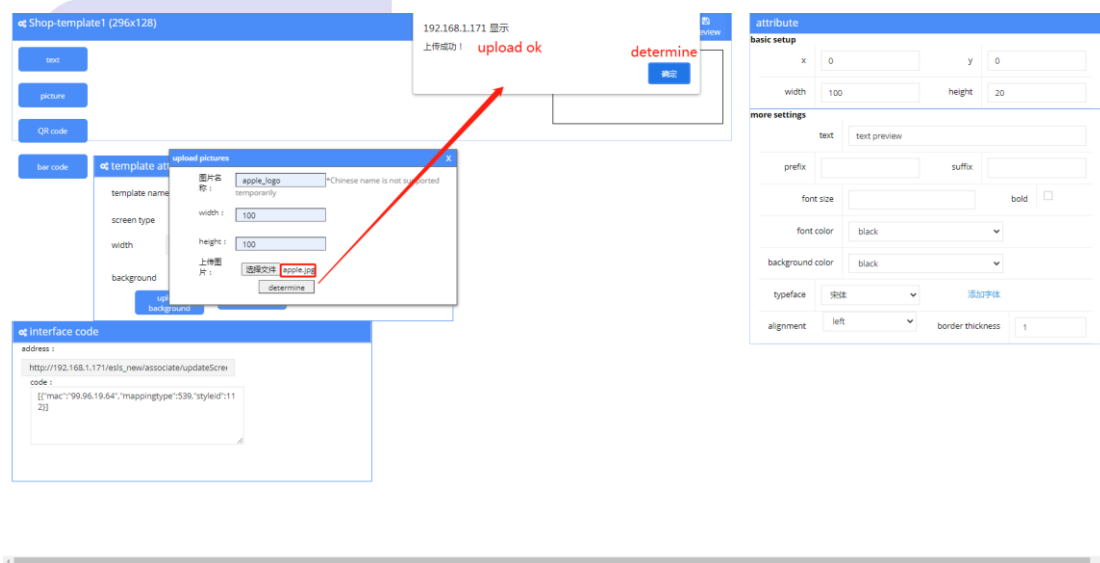 Shop-template1 (296x128)
eview
192.168.1.171 显示
上传成功！
upload ok
determine
确定
text
picture
QR code
bar code
template att
template name
screen type
width
background
upl
background
upload pictures
X
图片名
称：
apple_logo
*Chinese name is not supported
temporarily
width：
100
height：
100
上传图
片：
选择文件 apple.jpg
determine
interface code
address：
http://192.168.1.171/esls_new/associate/updateScree
code：
[{"mac":"99.96.19.64","mappingtype":539,"styleid":11
2}]
attribute
basic setup
x 0 y 0
width 100 height 20
more settings
text text preview
prefix suffix
font size bold
font color black
background color black
typeface 宋体 添加字体
alignment left border thickness 1